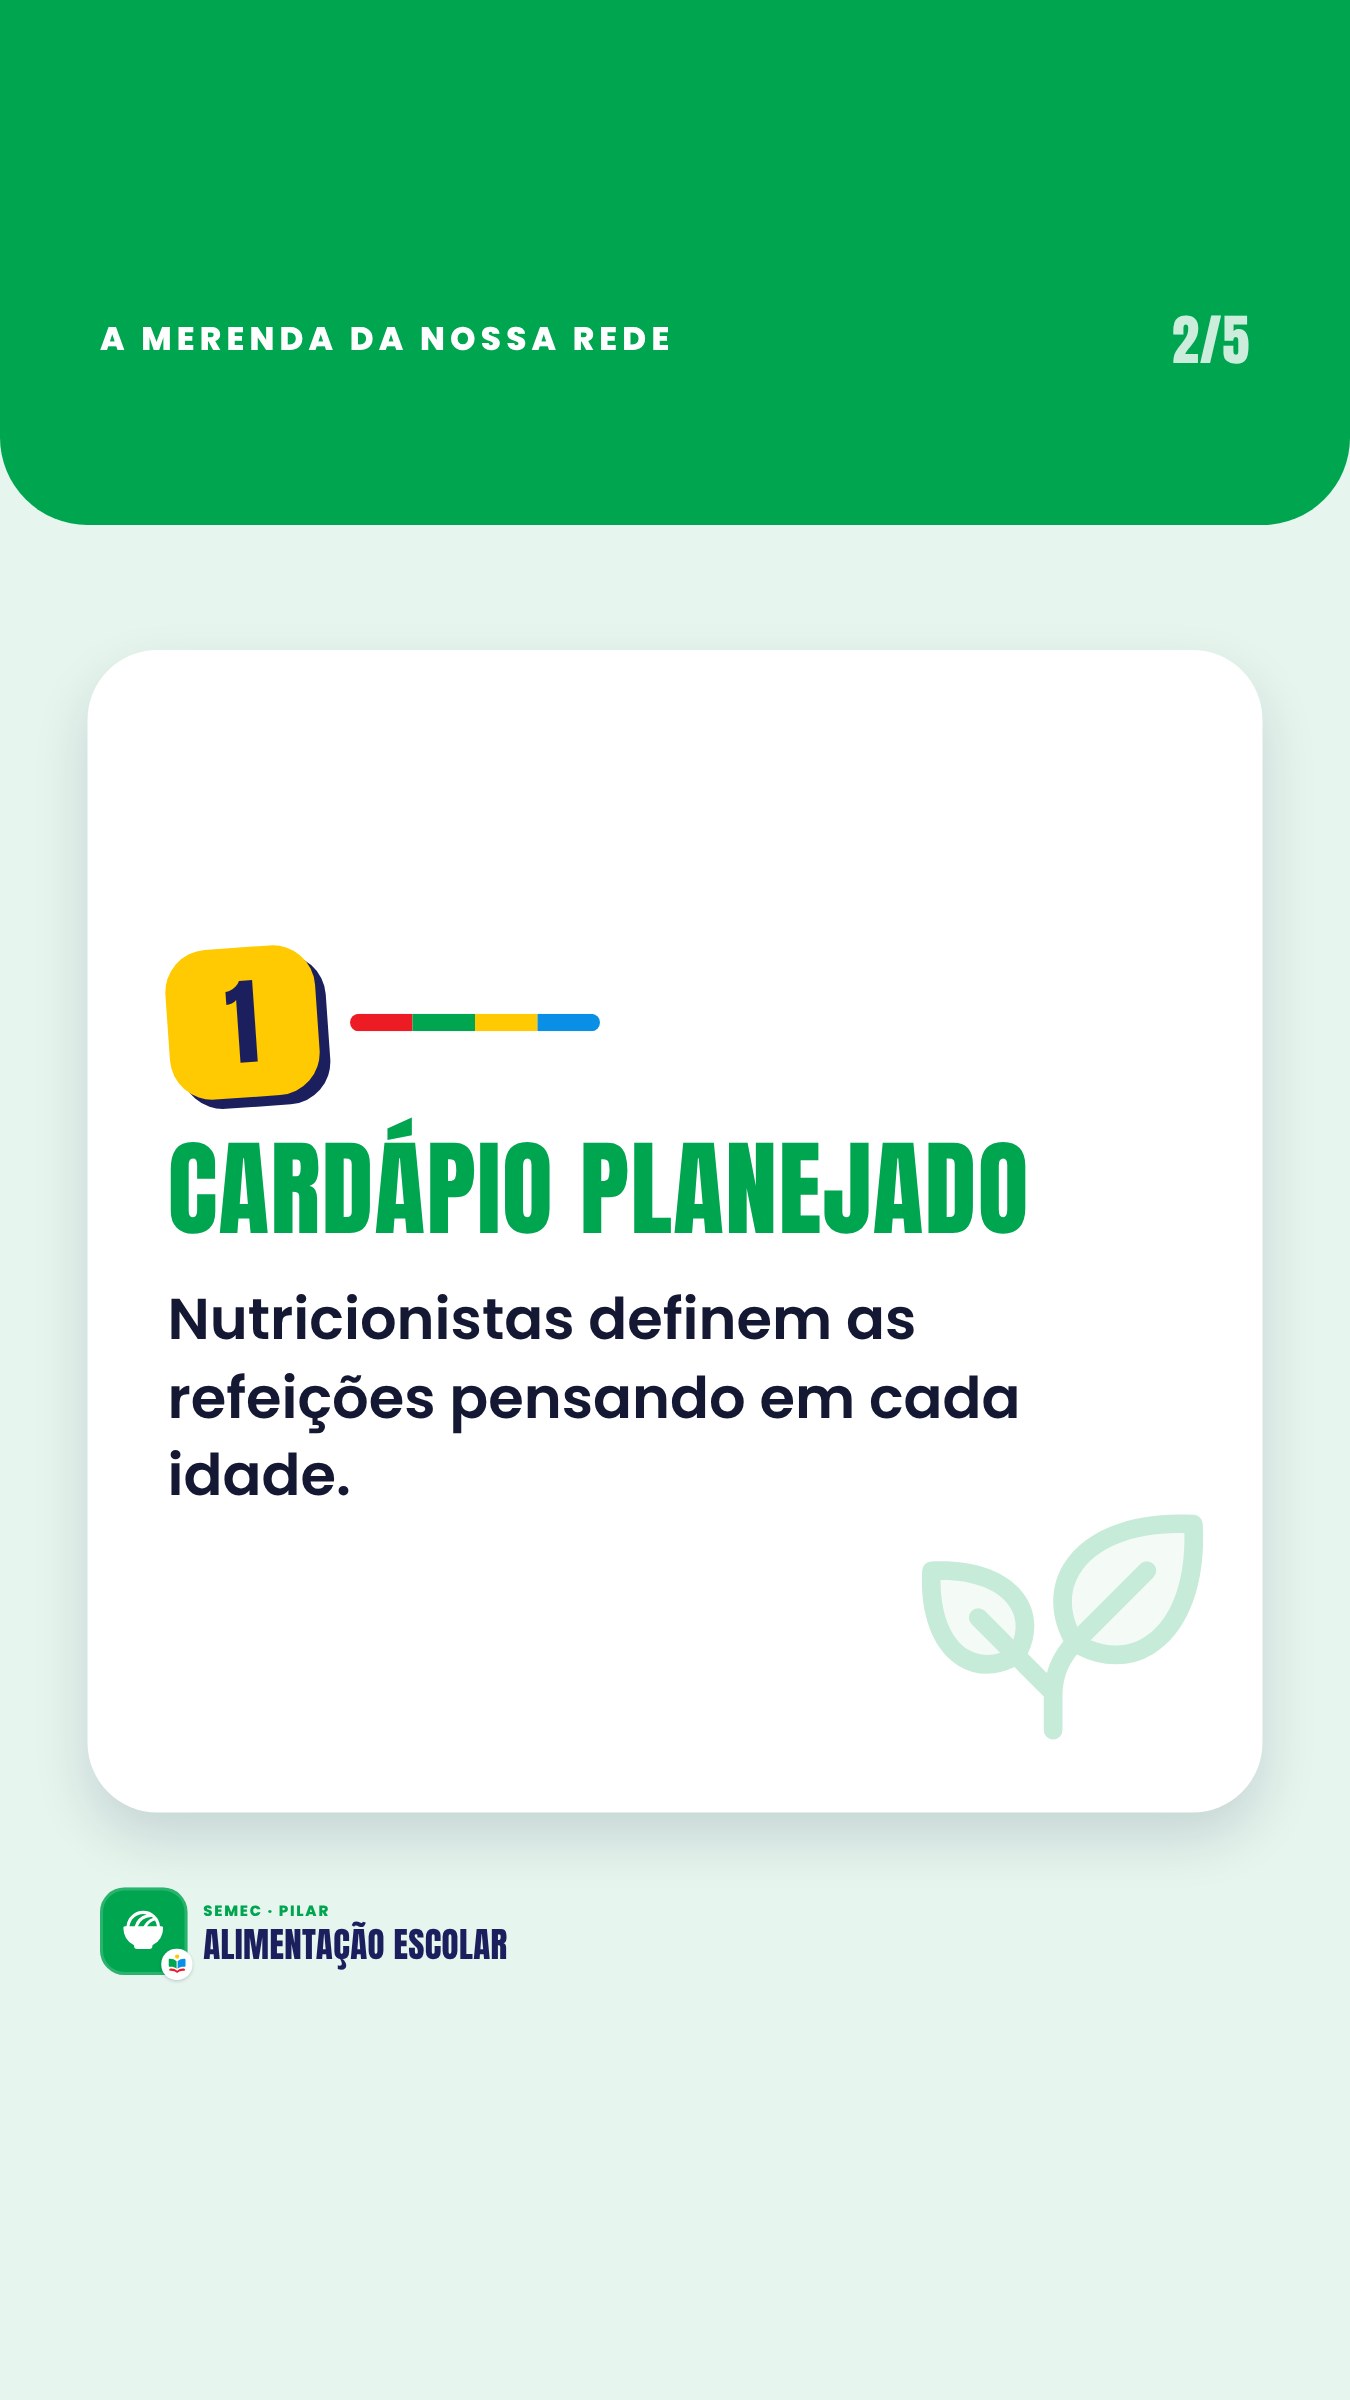 A MERENDA DA NOSSA REDE
2/5
1
CARDÁPIO PLANEJADO
Nutricionistas definem as
refeições pensando em cada
idade.
SEMEC · PILAR
ALIMENTAÇÃO ESCOLAR